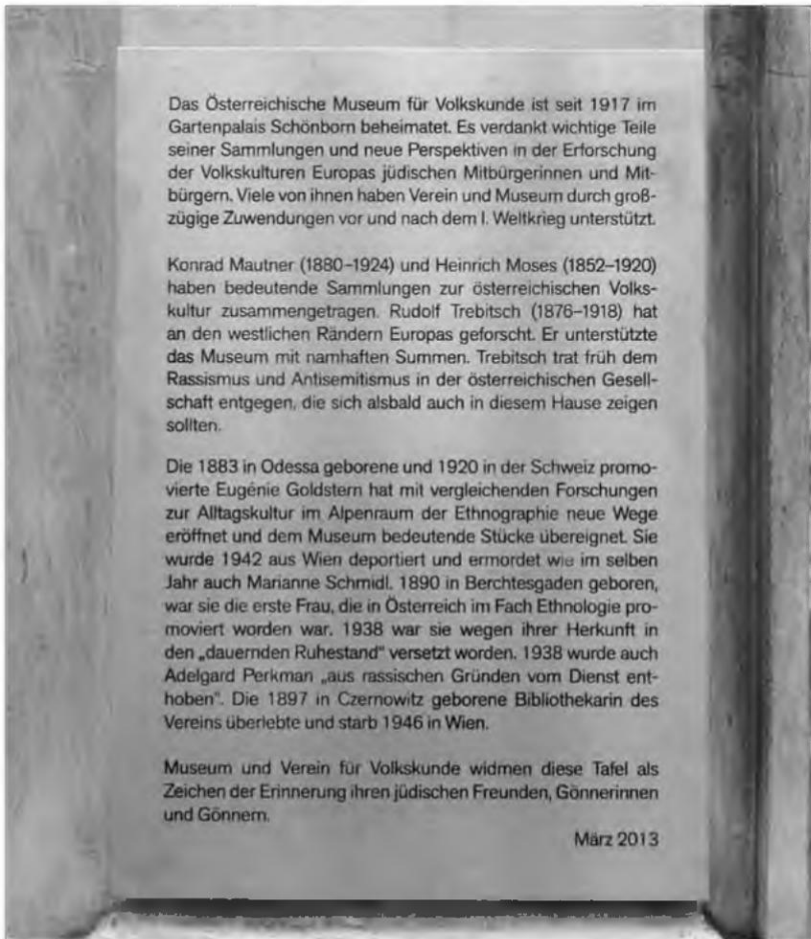 Das Österreichische Museum für Volkskunde ist seit 1917 im
Gartenpalais Schönborn beheimatet. Es verdankt wichtige Teile
seiner Sammlungen und neue Perspektiven in der Erforschung
der Volkskulturen Europas jüdischen Mitbürgerinnen und Mit-
bürgern. Viele von ihnen haben Verein und Museum durch groß-
zügige Zuwendungen vor und nach dem I. Weltkrieg unterstützt.
Konrad Mautner (1880–1924) und Heinrich Moses (1852–1920)
haben bedeutende Sammlungen zur österreichischen Volks-
kultur zusammengetragen. Rudolf Trebitsch (1876–1918) hat
an den westlichen Rändern Europas geforscht. Er unterstützte
das Museum mit namhaften Summen. Trebitsch trat früh dem
Rassismus und Antisemitismus in der österreichischen Gesell-
schaft entgegen, die sich alsbald auch in diesem Hause zeigen
sollten.
Die 1883 in Odessa geborene und 1920 in der Schweiz promo-
vierte Eugénie Goldstern hat mit vergleichenden Forschungen
zur Alltagskultur im Alpenraum der Ethnographie neue Wege
eröffnet und dem Museum bedeutende Stücke übereignet. Sie
wurde 1942 aus Wien deportiert und ermordet wie im selben
Jahr auch Marianne Schmidl. 1890 in Berchtesgaden geboren,
war sie die erste Frau, die in Österreich im Fach Ethnologie pro-
moviert worden war. 1938 war sie wegen ihrer Herkunft in
den „dauernden Ruhestand“ versetzt worden. 1938 wurde auch
Adelgard Perkman „aus rassischen Gründen vom Dienst ent-
hoben“. Die 1897 in Czernowitz geborene Bibliothekarin des
Vereins überlebte und starb 1946 in Wien.
Museum und Verein für Volkskunde widmen diese Tafel als
Zeichen der Erinnerung ihren jüdischen Freunden, Gönnerinnen
und Gönnern.
März 2013